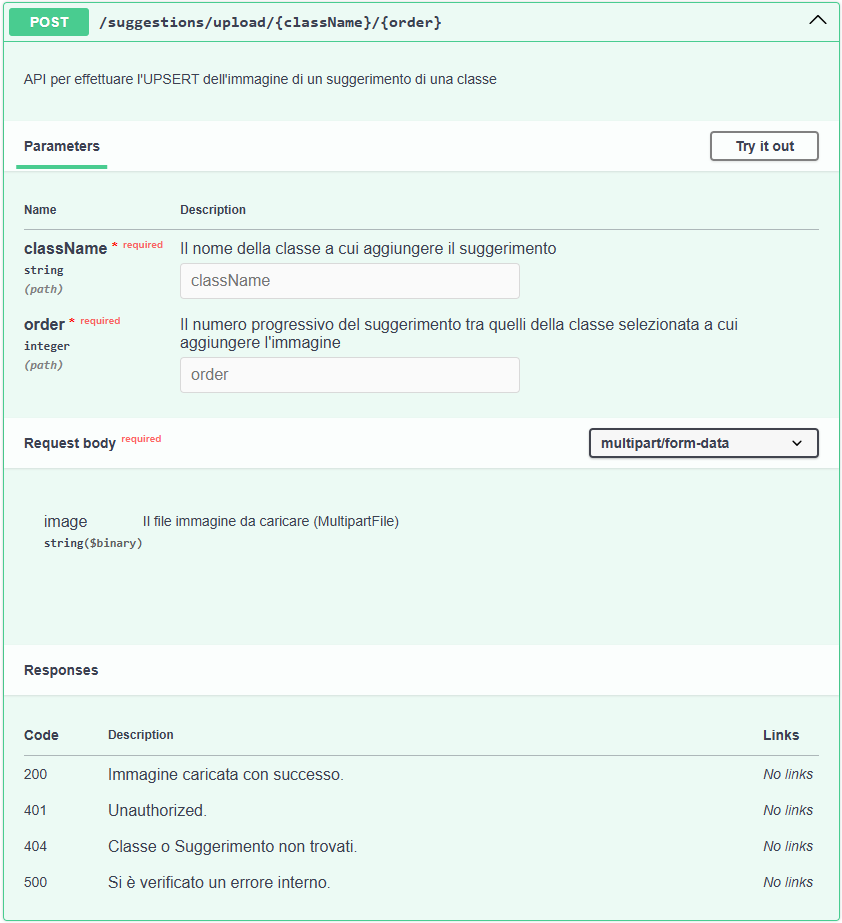 POST /suggestions/upload/{className}/{order}
API per effettuare l'UPSERT dell'immagine di un suggerimento di una classe
Parameters Try it out
Name Description
className * required Il nome della classe a cui aggiungere il suggerimento
string
(path) className
order * required Il numero progressivo del suggerimento tra quelli della classe selezionata a cui
integer aggiungere l'immagine
(path) order
Request body required multipart/form-data
image Il file immagine da caricare (MultipartFile)
string($binary)
Responses
Code Description Links
200 Immagine caricata con successo. No links
401 Unauthorized. No links
404 Classe o Suggerimento non trovati. No links
500 Si è verificato un errore interno. No links